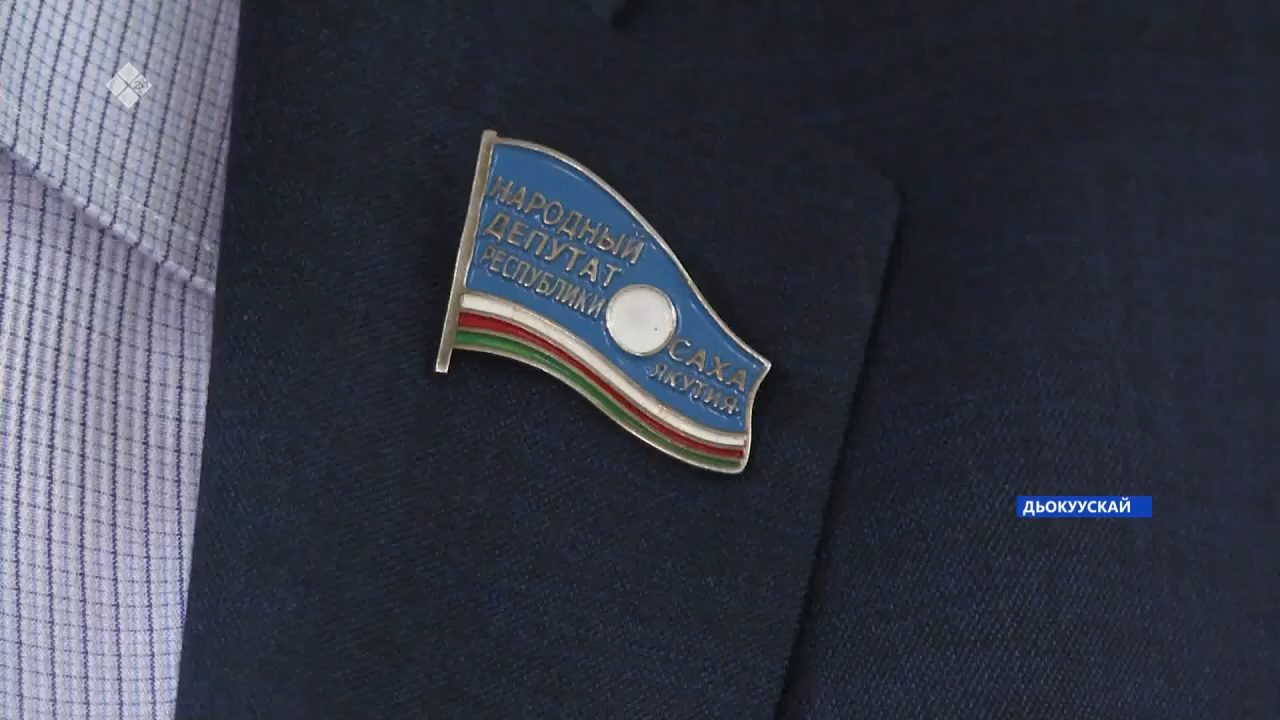 НАРОДНЫЙ
ДЕПУТАТ
РЕСПУБЛИКИ
САХА
ЯКУТИЯ
ДЬОКУУСКАЙ